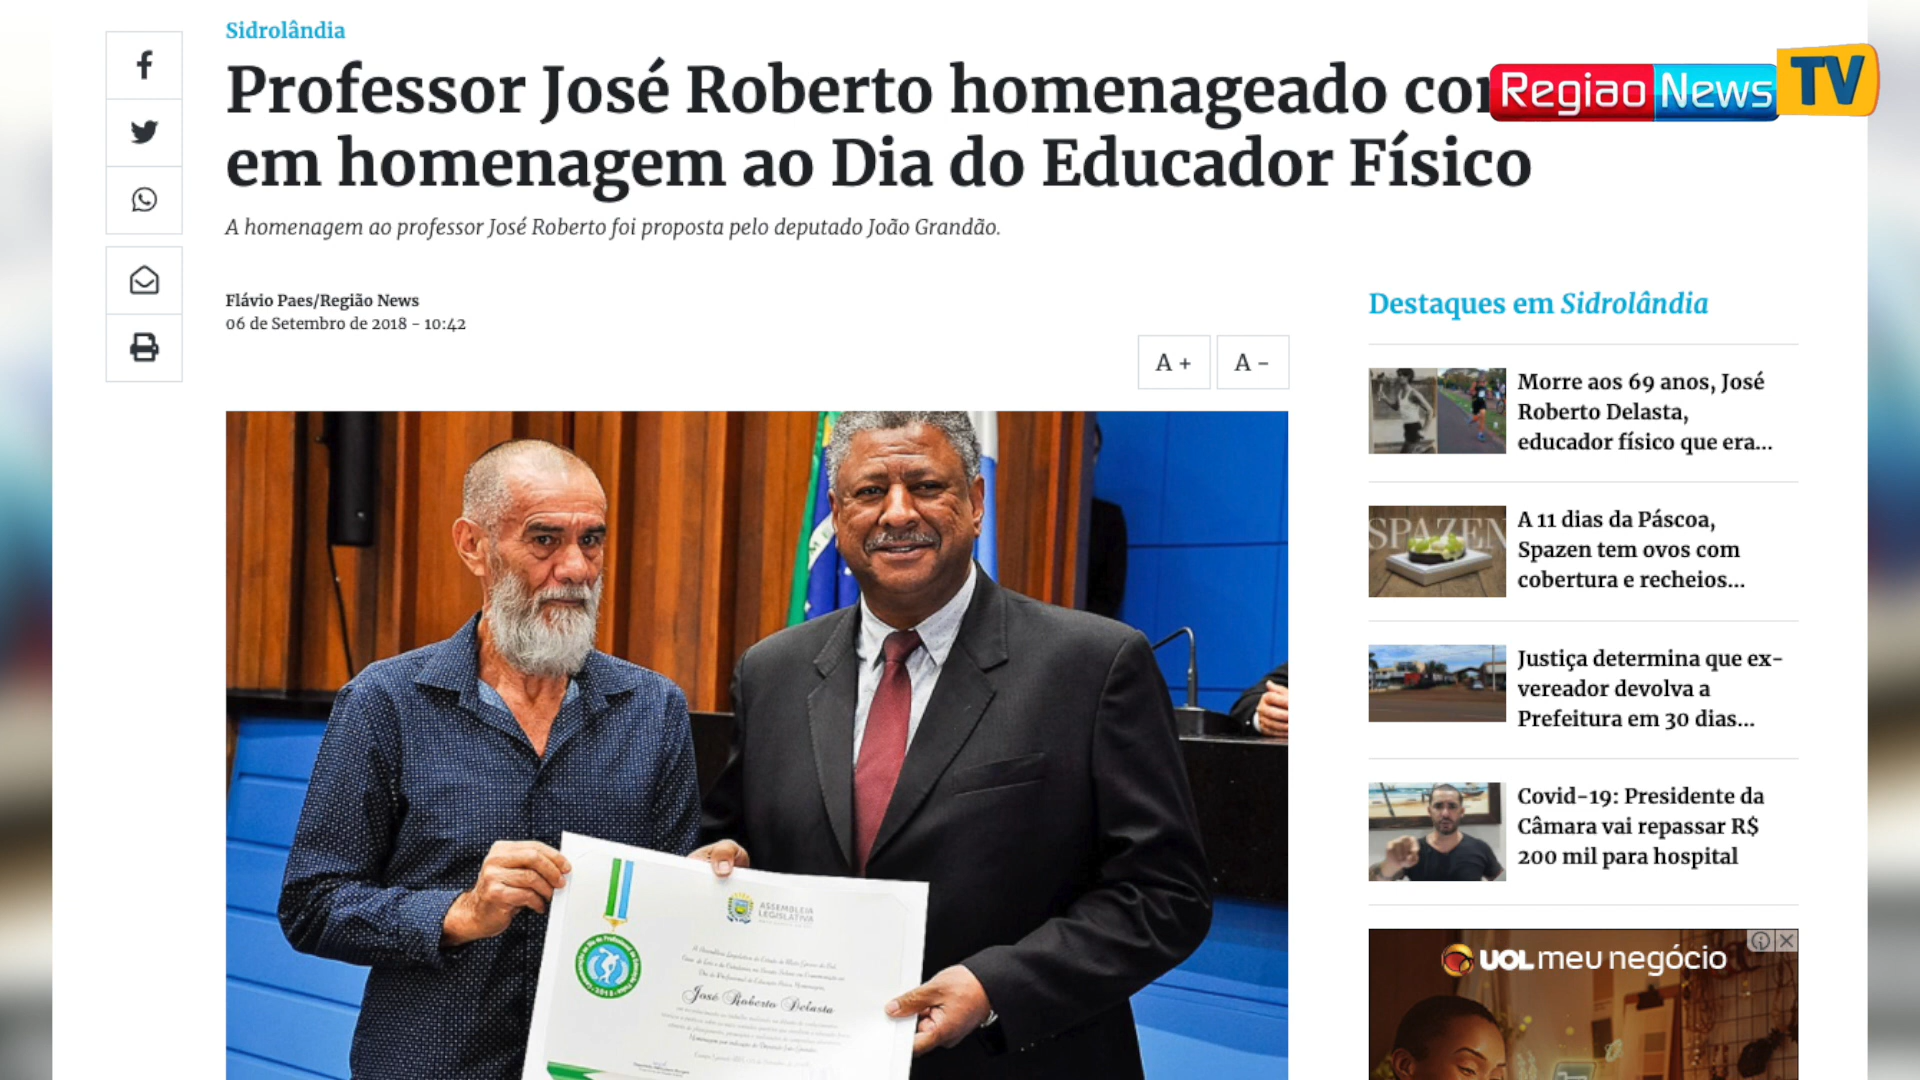 Sidrolândia
Professor José Roberto homenageado
em homenagem ao Dia do Educador Físico
A homenagem ao professor José Roberto foi proposta pelo deputado João Grandão.
Flávio Paes/Região News
06 de Setembro de 2018 - 10:42
A +
A -
Regiao News TV
Destaques em Sidrolândia
Morre aos 69 anos, José
Roberto Delasta,
educador físico que era...
SPAZEN
A 11 dias da Páscoa,
Spazen tem ovos com
cobertura e recheios...
Justiça determina que ex-
vereador devolva a
Prefeitura em 30 dias...
Covid-19: Presidente da
Câmara vai repassar R$
200 mil para hospital
UOL meu negócio
ASSEMBLEIA
LEGISLATIVA
José Roberto Delasta